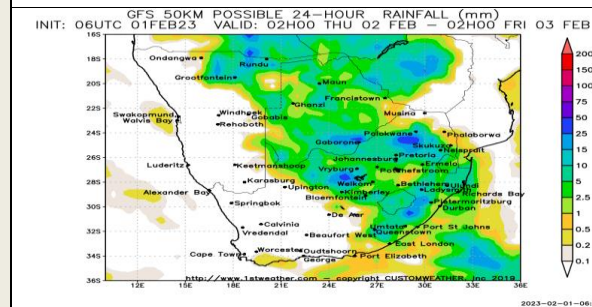 GFS 50KM POSSIBLE 24-HOUR RAINFALL (mm)
INIT: 06UTC 01FEB23 VALID: 02H00 THU 02 FEB - 02H00 FRI 03 FEB
16S
18S
20S
22S
24S
26S
28S
30S
32S
34S
36S
Ondangwa
Rundu
Grootfontein
Maun
Ghanzi
Francistown
Windhoek
Gobabis
Swakopmund
Walvis Bay
Rehoboth
Musina
Polokwane
Phalaborwa
Gaborone
Skukuza
Nelspruit
Pretoria
Johannesburg
Ermelo
Luderitz
Keetmanshoop
Vryburg
Potchefstroom
Karasburg
Welkom
Bethlehem
Ulundi
Alexander Bay
Upington
Kimberley
Ladysmith
Richards Bay
Springbok
Bloemfontein
Pietermaritzburg
Durban
De Aar
Calvinia
Umtata
Port St Johns
Vredendal
Beaufort West
Queenstown
East London
Cape Town
Worcester
Oudtshoorn
George
Port Elizabeth
http://www.1stweather.com - copyright CUSTOMWEATHER, Inc 2019
12E 15E 18E 21E 24E 27E 30E 33E 36E
200
150
100
75
50
25
15
10
5
2.5
1
0.5
0.2
0.1